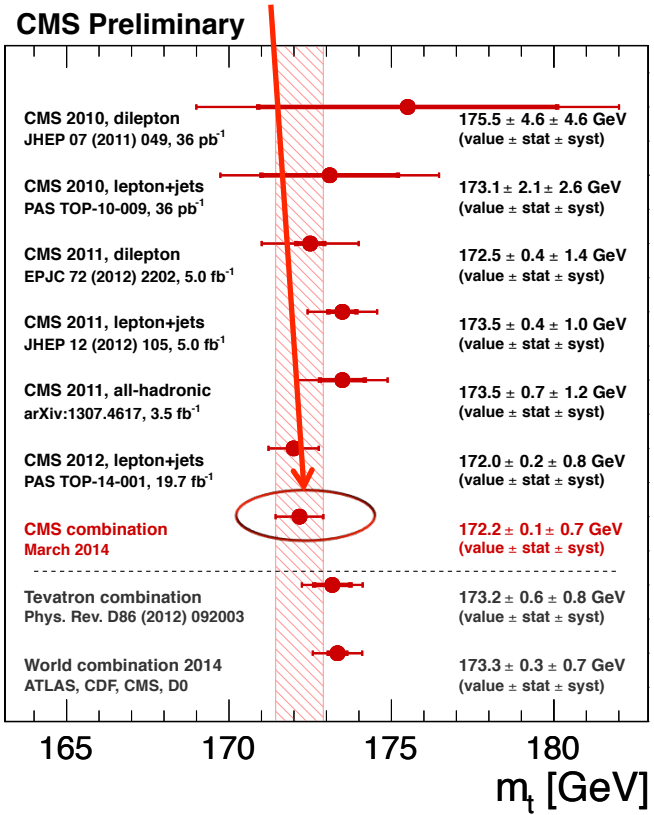 CMS Preliminary
CMS 2010, dilepton
JHEP 07 (2011) 049, 36 pb⁻¹
175.5 ± 4.6 ± 4.6 GeV
(value ± stat ± syst)
CMS 2010, lepton+jets
PAS TOP-10-009, 36 pb⁻¹
173.1 ± 2.1 ± 2.6 GeV
(value ± stat ± syst)
CMS 2011, dilepton
EPJC 72 (2012) 2202, 5.0 fb⁻¹
172.5 ± 0.4 ± 1.4 GeV
(value ± stat ± syst)
CMS 2011, lepton+jets
JHEP 12 (2012) 105, 5.0 fb⁻¹
173.5 ± 0.4 ± 1.0 GeV
(value ± stat ± syst)
CMS 2011, all-hadronic
arXiv:1307.4617, 3.5 fb⁻¹
173.5 ± 0.7 ± 1.2 GeV
(value ± stat ± syst)
CMS 2012, lepton+jets
PAS TOP-14-001, 19.7 fb⁻¹
172.0 ± 0.2 ± 0.8 GeV
(value ± stat ± syst)
CMS combination
March 2014
172.2 ± 0.1 ± 0.7 GeV
(value ± stat ± syst)
Tevatron combination
Phys. Rev. D86 (2012) 092003
173.2 ± 0.6 ± 0.8 GeV
(value ± stat ± syst)
World combination 2014
ATLAS, CDF, CMS, D0
173.3 ± 0.3 ± 0.7 GeV
(value ± stat ± syst)
165 170 175 180
mₜ [GeV]